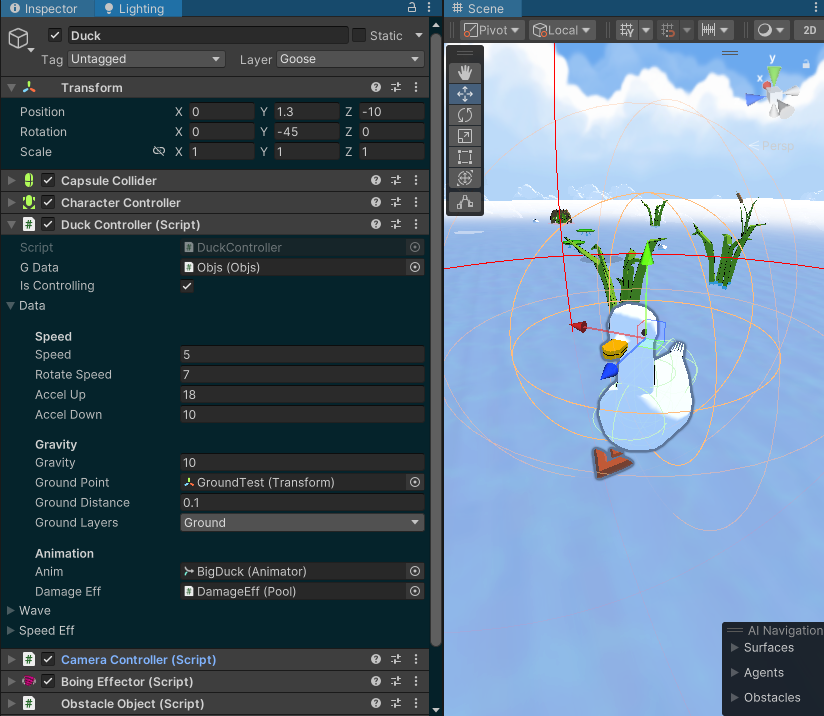 Inspector
Lighting
Duck
Static
Tag
Untagged
Layer
Goose
Transform
Position X 0 Y 1.3 Z -10
Rotation X 0 Y -45 Z 0
Scale X 1 Y 1 Z 1
Capsule Collider
Character Controller
# Duck Controller (Script)
Script # DuckController
G Data # Objs (Objs)
Is Controlling
Data
Speed
Speed 5
Rotate Speed 7
Accel Up 18
Accel Down 10
Gravity
Gravity 10
Ground Point GroundTest (Transform)
Ground Distance 0.1
Ground Layers Ground
Animation
Anim BigDuck (Animator)
Damage Eff # DamageEff (Pool)
Wave
Speed Eff
# Camera Controller (Script)
Boing Effector (Script)
# Obstacle Object (Script)
# Scene
Pivot
Local
2D
y
x
z
< Persp
AI Navigation
Surfaces
Agents
Obstacles